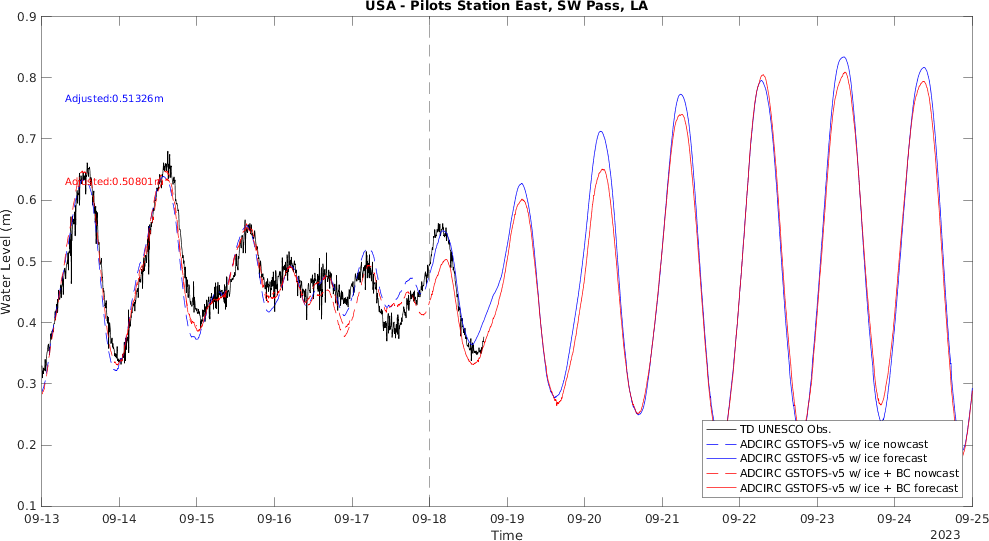 USA - Pilots Station East, SW Pass, LA
0.9
0.8
0.7
0.6
0.5
0.4
0.3
0.2
0.1
Water Level (m)
Adjusted:0.51326m
Adjusted:0.50801m
TD UNESCO Obs.
ADCIRC GSTOFS-v5 w/ ice nowcast
ADCIRC GSTOFS-v5 w/ ice forecast
ADCIRC GSTOFS-v5 w/ ice + BC nowcast
ADCIRC GSTOFS-v5 w/ ice + BC forecast
09-13 09-14 09-15 09-16 09-17 09-18 09-19 09-20 09-21 09-22 09-23 09-24 09-25
Time
2023